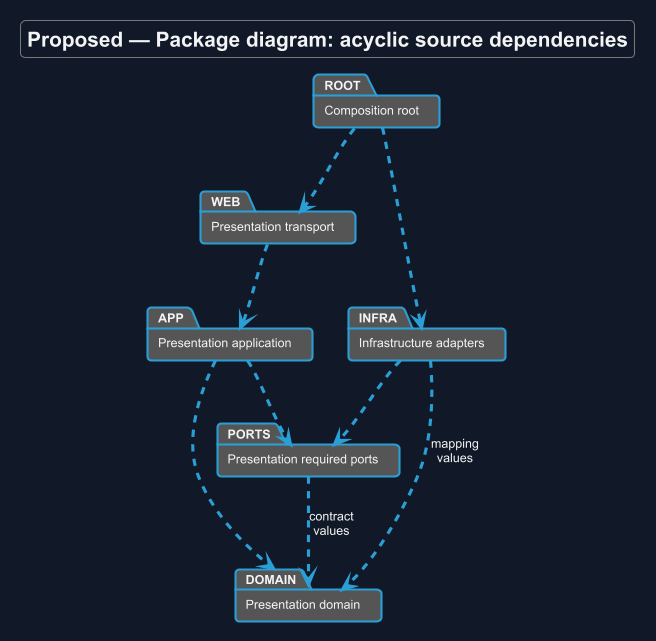 Proposed — Package diagram: acyclic source dependencies
ROOT
Composition root
WEB
Presentation transport
APP
Presentation application
INFRA
Infrastructure adapters
PORTS
Presentation required ports
mapping
values
contract
values
DOMAIN
Presentation domain